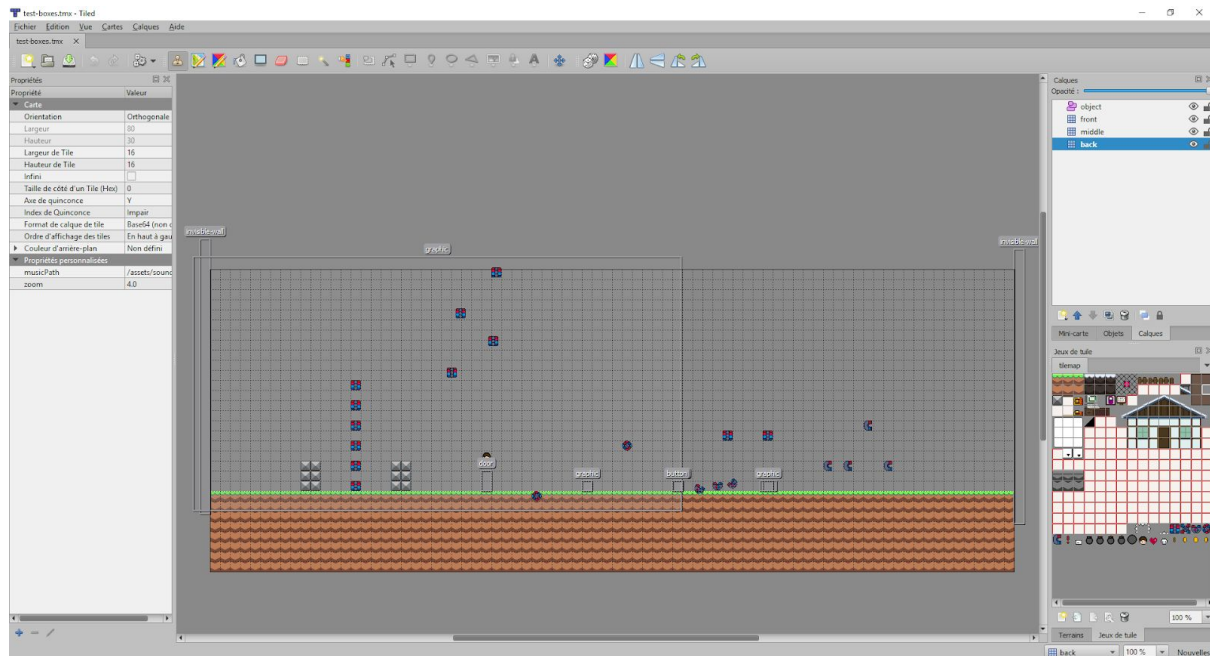 test-boxes.tmx - Tiled
Fichier Edition Vue Cartes Calques Aide
test-boxes.tmx
Propriétés
Propriété Valeur
Carte
Orientation Orthogonale
Largeur 80
Hauteur 30
Largeur de Tile 16
Hauteur de Tile 16
Infini
Taille de côté d'un Tile (Hex) 0
Axe de quinconce Y
Index de Quinconce Impair
Format de calque de tile Base64 (non c
Ordre d'affichage des tiles En haut à gau
Couleur d'arrière-plan Non défini
Propriétés personnalisées
musicPath /assets/sound
zoom 4.0
invisible-wall
graphic
invisible-wall
door
graphic
button
graphic
Calques
Opacité :
object
front
middle
back
Mini-carte Objets Calques
Jeux de tuile
tilemap
100 %
Terrains Jeux de tuile
back 100 % Nouvelles